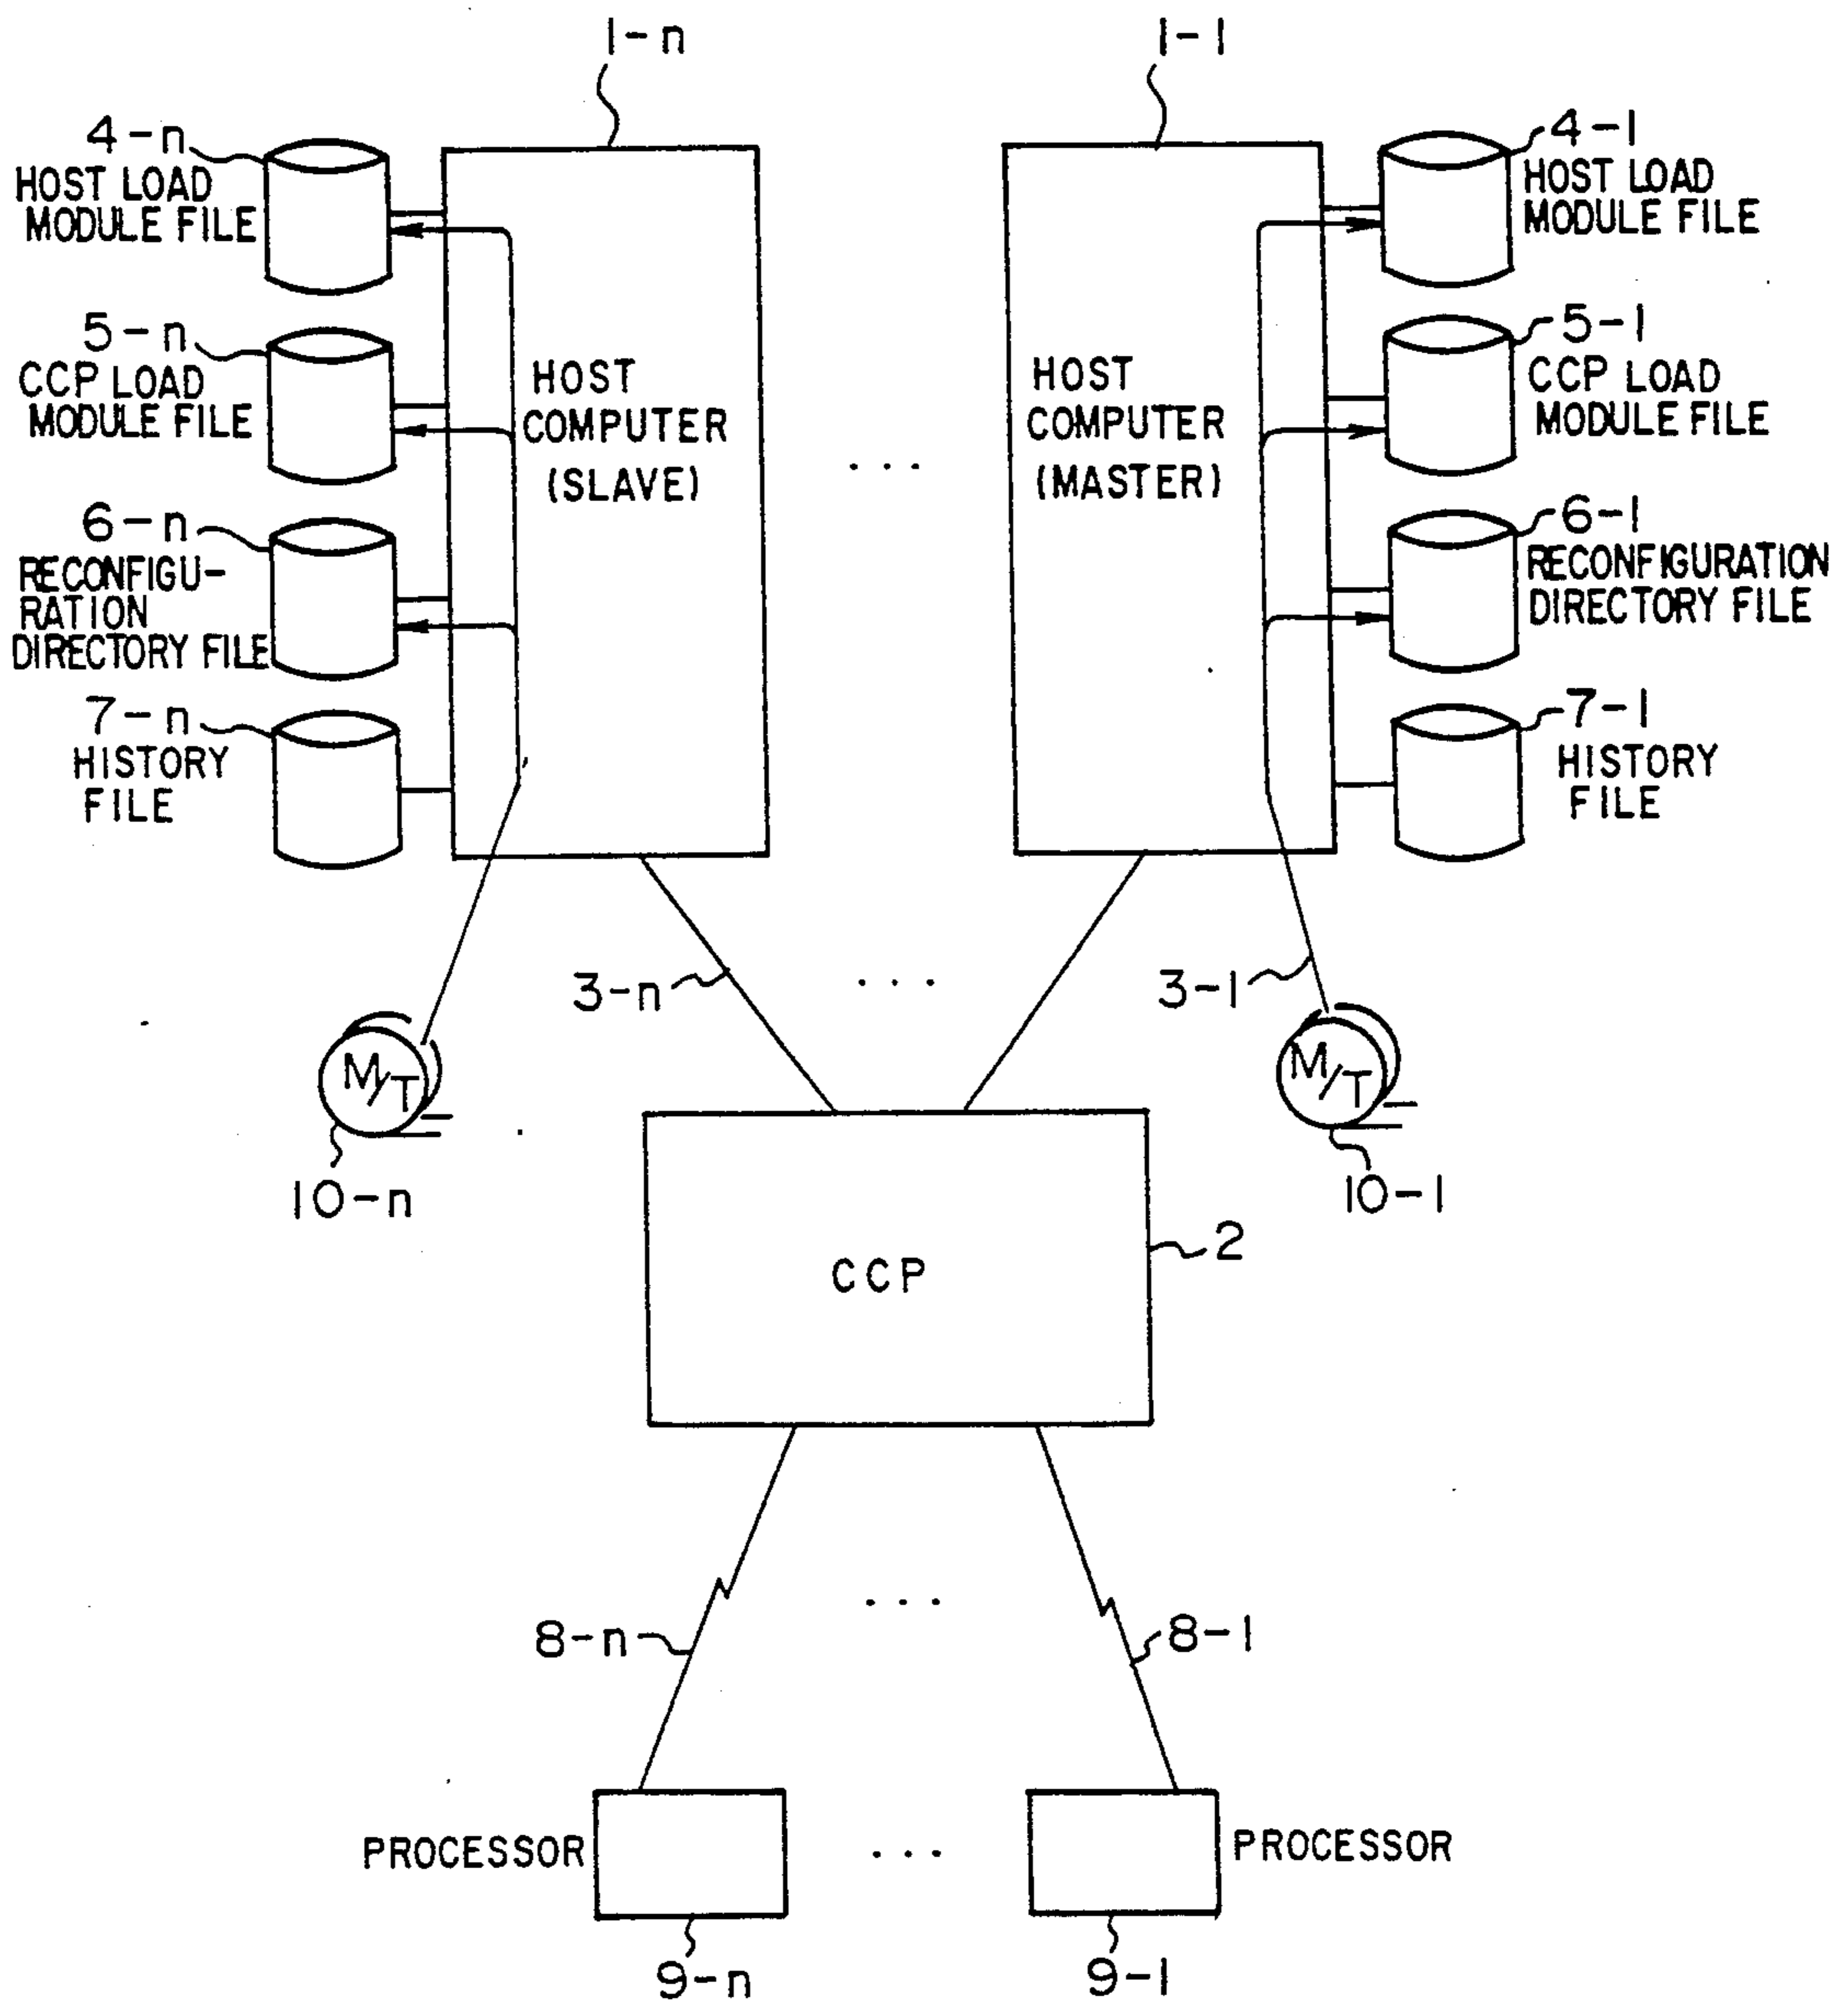 1-n
1-1
4-n
HOST LOAD
MODULE FILE
5-n
CCP LOAD
MODULE FILE
6-n
RECONFIGU-
RATION
DIRECTORY FILE
7-n
HISTORY
FILE
HOST
COMPUTER
(SLAVE)
...
HOST
COMPUTER
(MASTER)
4-1
HOST LOAD
MODULE FILE
5-1
CCP LOAD
MODULE FILE
6-1
RECONFIGURATION
DIRECTORY FILE
7-1
HISTORY
FILE
3-n
...
3-1
M/T
10-n
M/T
10-1
CCP
2
8-n
...
8-1
PROCESSOR
...
PROCESSOR
9-n
9-1